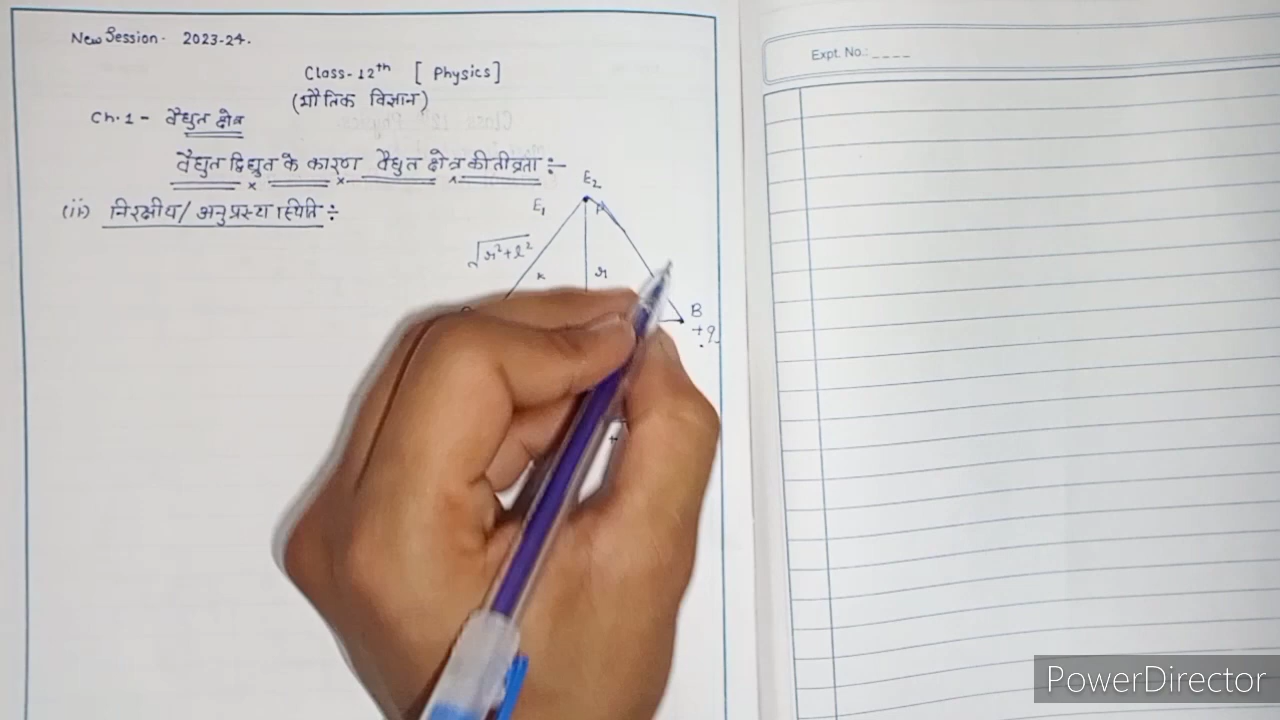 New Session - 2023-24.
Class-12th [ Physics]
(भौतिक विज्ञान)
Ch.1 - वैद्युत क्षेत्र
वैद्युत द्विध्रुव के कारण वैद्युत क्षेत्र की तीव्रता :-
(ii) निरक्षीय / अनुप्रस्थ स्थिति :-
E2
E1 P
√r²+l²
x r
B
+q
Expt. No.: _ _ _ _
PowerDirector